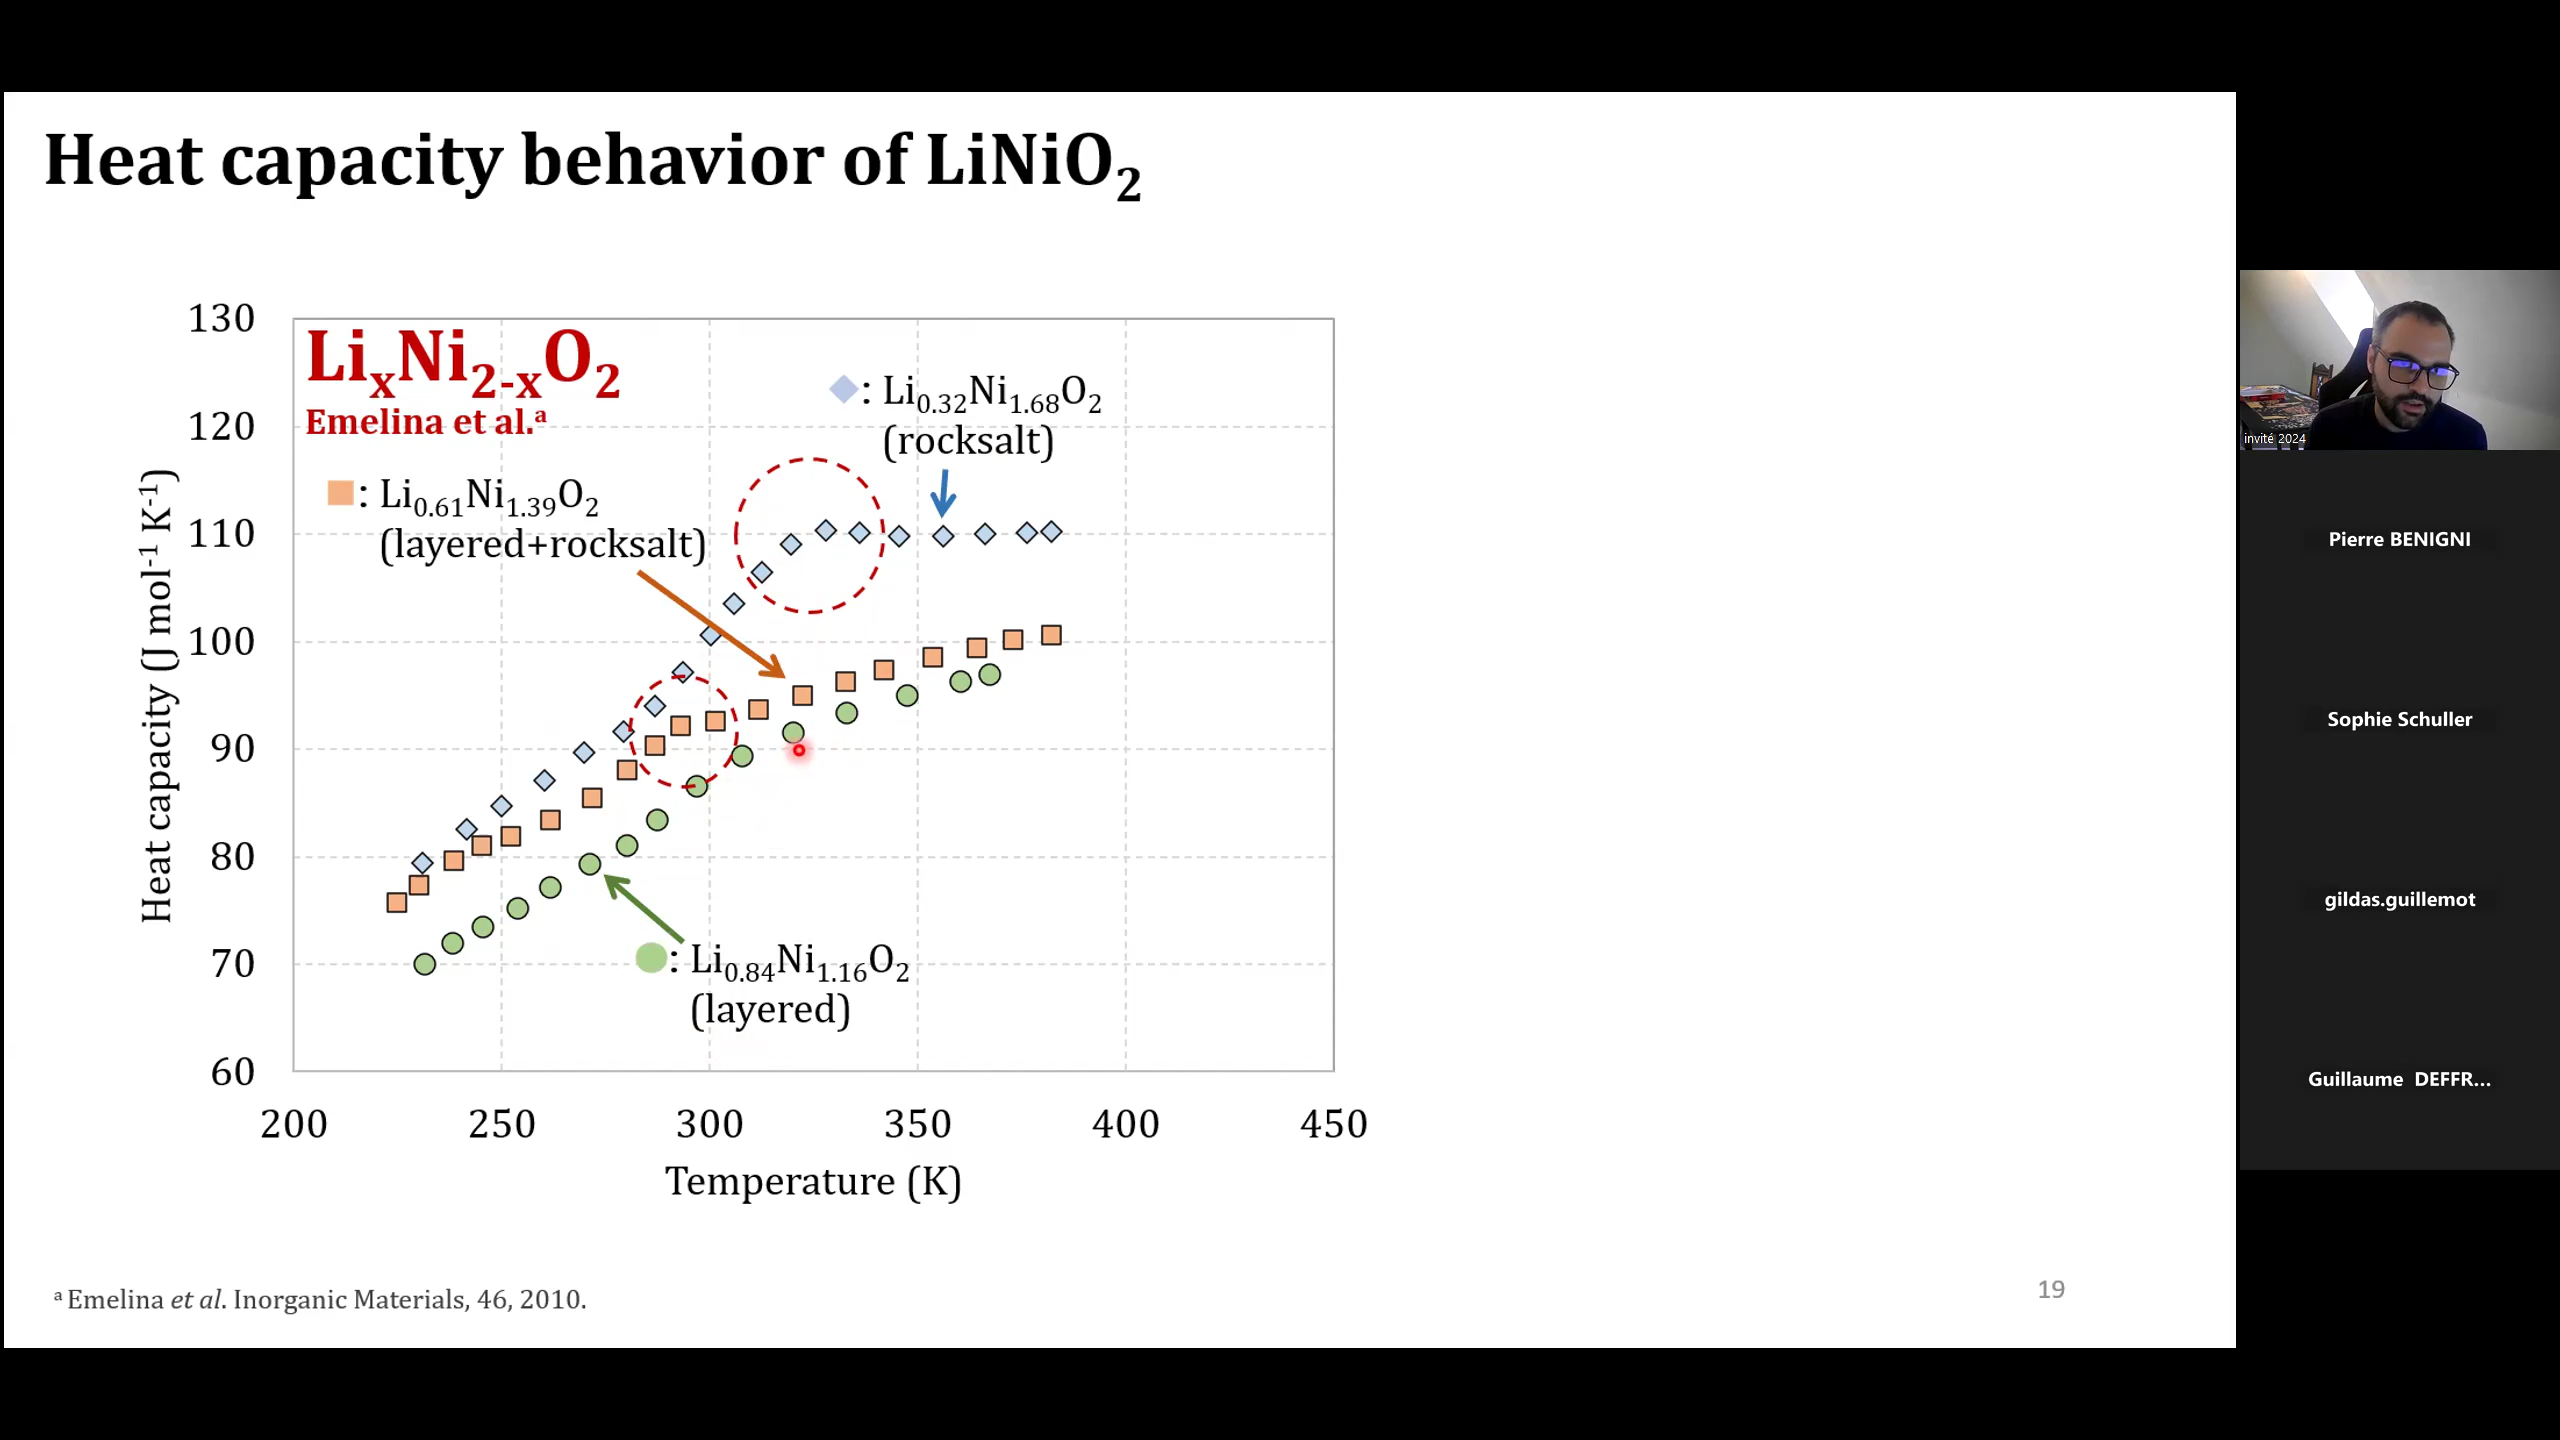 Heat capacity behavior of LiNiO₂
130
120
110
100
90
80
70
60
Heat capacity (J mol⁻¹ K⁻¹)
LiₓNi₂₋ₓO₂
Emelina et al.ᵃ
: Li₀.₃₂Ni₁.₆₈O₂
(rocksalt)
: Li₀.₆₁Ni₁.₃₉O₂
(layered+rocksalt)
: Li₀.₈₄Ni₁.₁₆O₂
(layered)
200 250 300 350 400 450
Temperature (K)
ᵃ Emelina et al. Inorganic Materials, 46, 2010.
19
invité 2024
Pierre BENIGNI
Sophie Schuller
gildas.guillemot
Guillaume DEFFR...